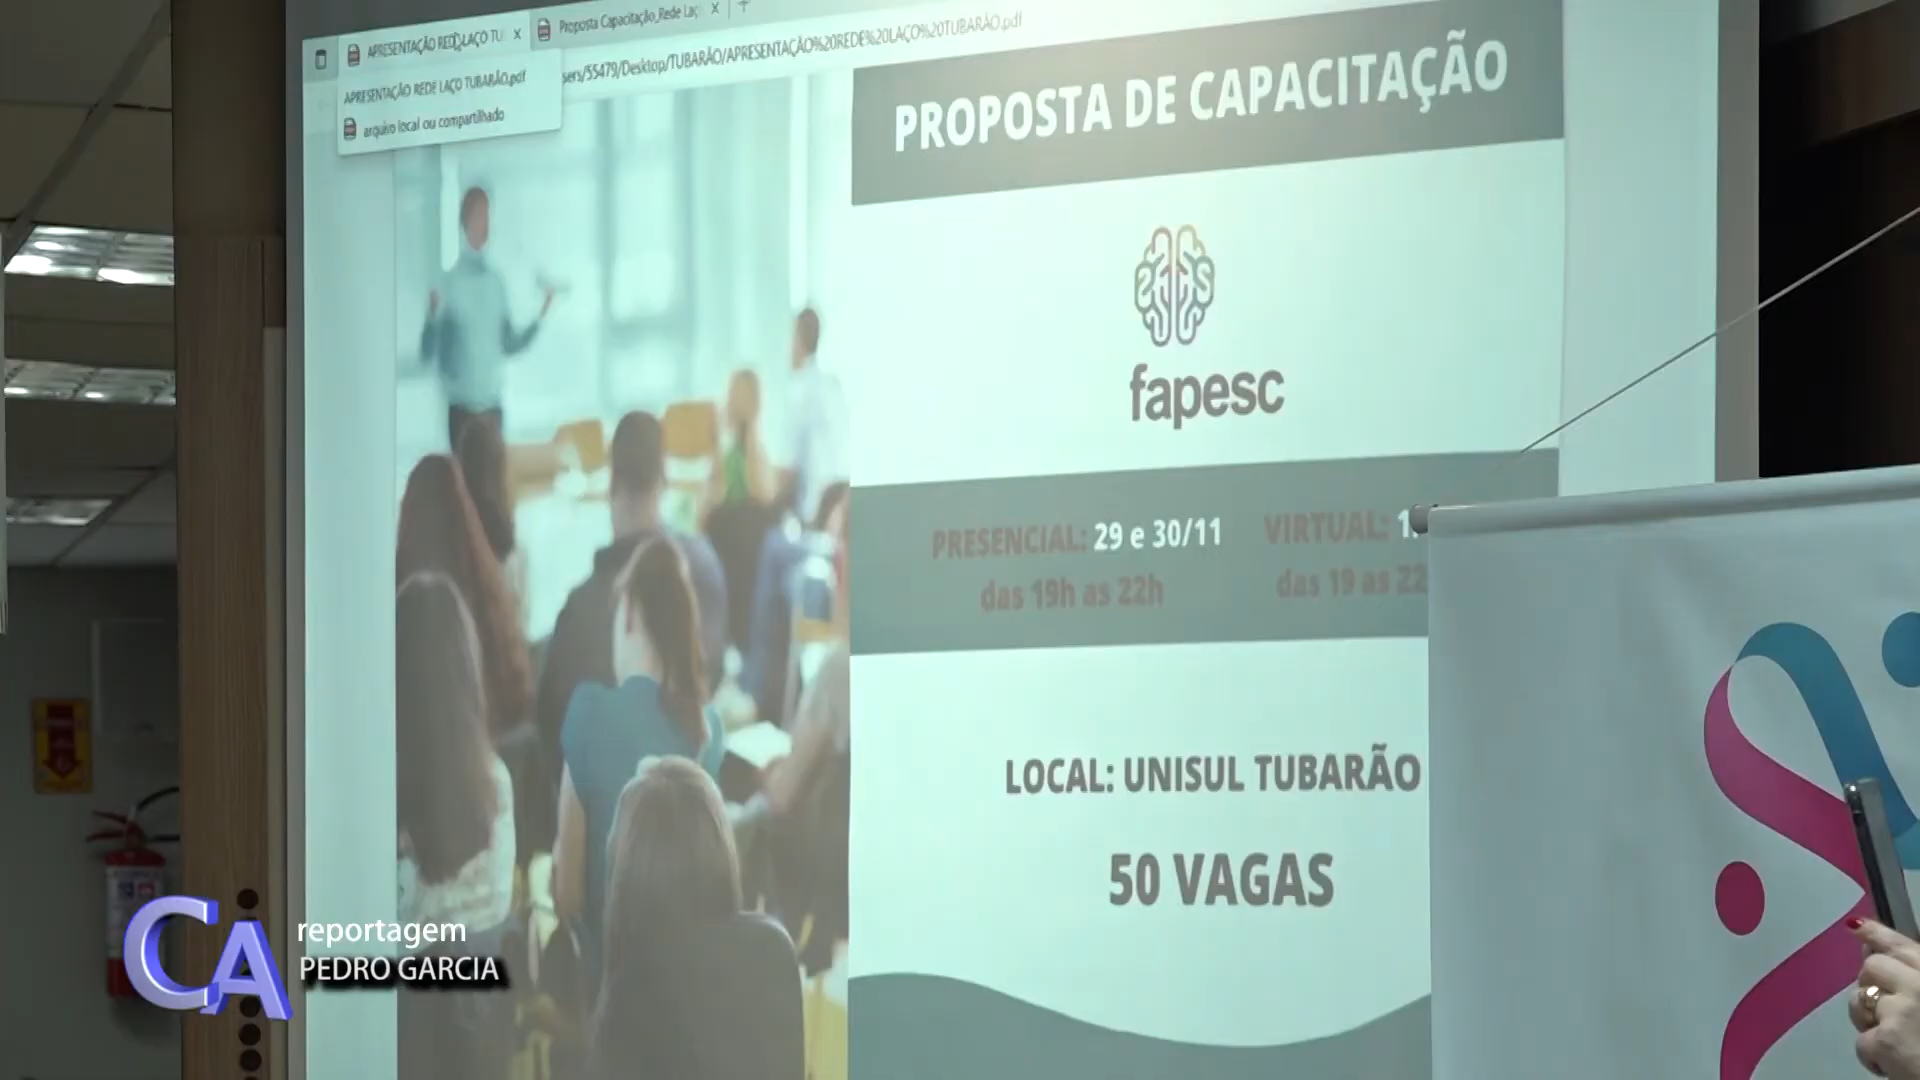 APRESENTAÇÃO REDE LAÇO TU
Proposta Capacitação_Rede Laç
sers/55479/Desktop/TUBARÃO/APRESENTAÇÃO%20REDE%20LAÇO%20TUBARÃO.pdf
APRESENTAÇÃO REDE LAÇO TUBARÃO.pdf
arquivo local ou compartilhado
PROPOSTA DE CAPACITAÇÃO
fapesc
PRESENCIAL: 29 e 30/11
das 19h as 22h
VIRTUAL: 1
das 19 as 22
LOCAL: UNISUL TUBARÃO
50 VAGAS
CA
reportagem
PEDRO GARCIA